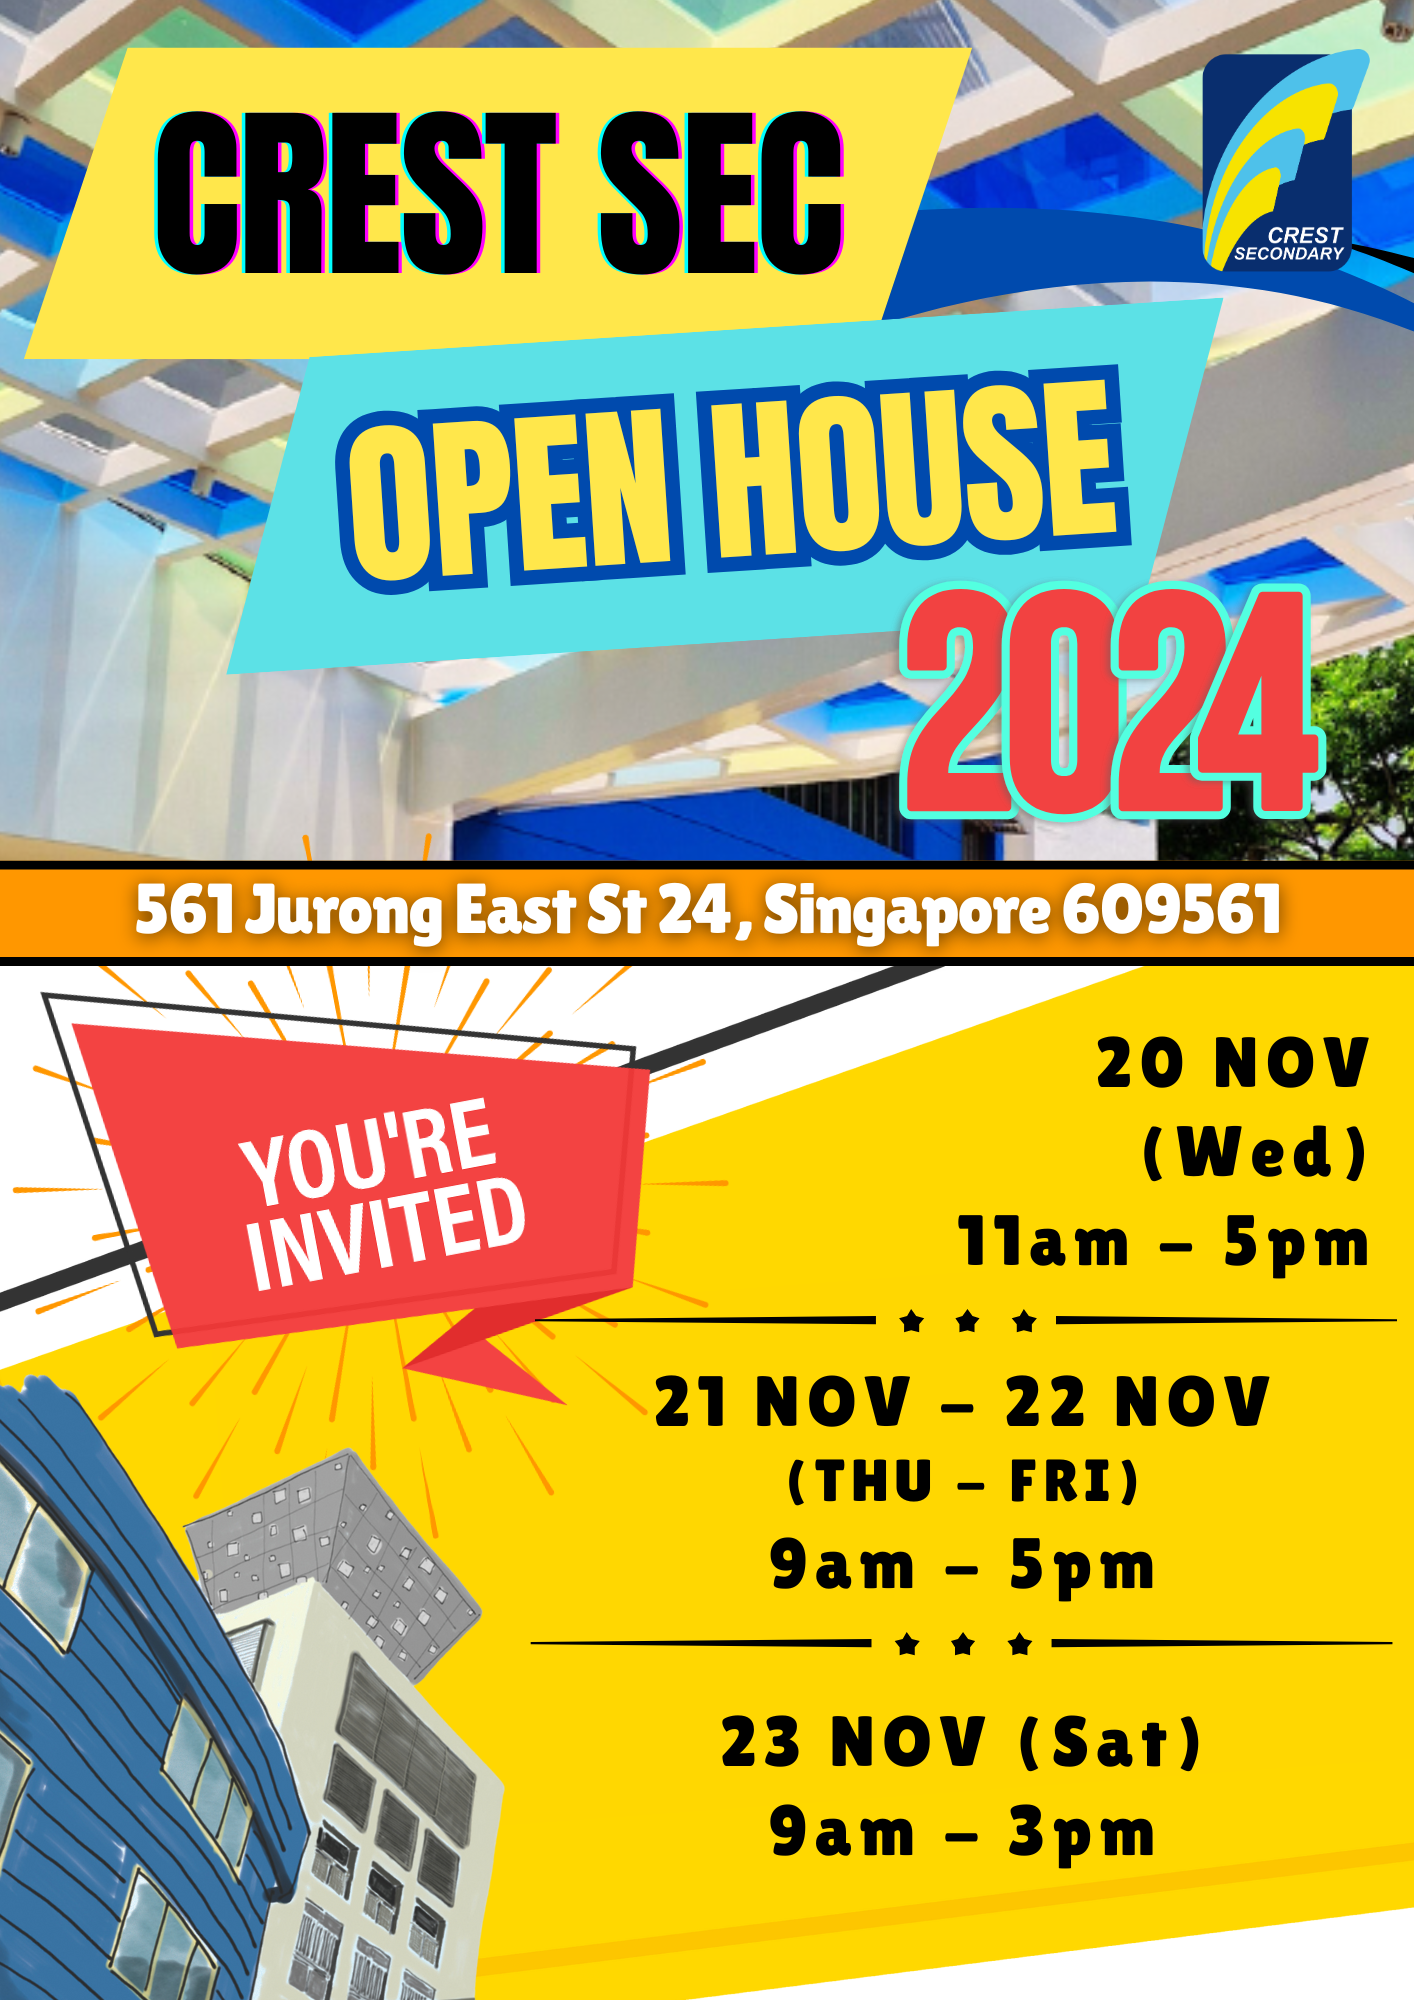 CREST SEC
CREST
SECONDARY
OPEN HOUSE
2024
561 Jurong East St 24, Singapore 609561
YOU'RE
INVITED
20 NOV
(Wed)
11am – 5pm
21 NOV – 22 NOV
(THU – FRI)
9am – 5pm
23 NOV (Sat)
9am – 3pm